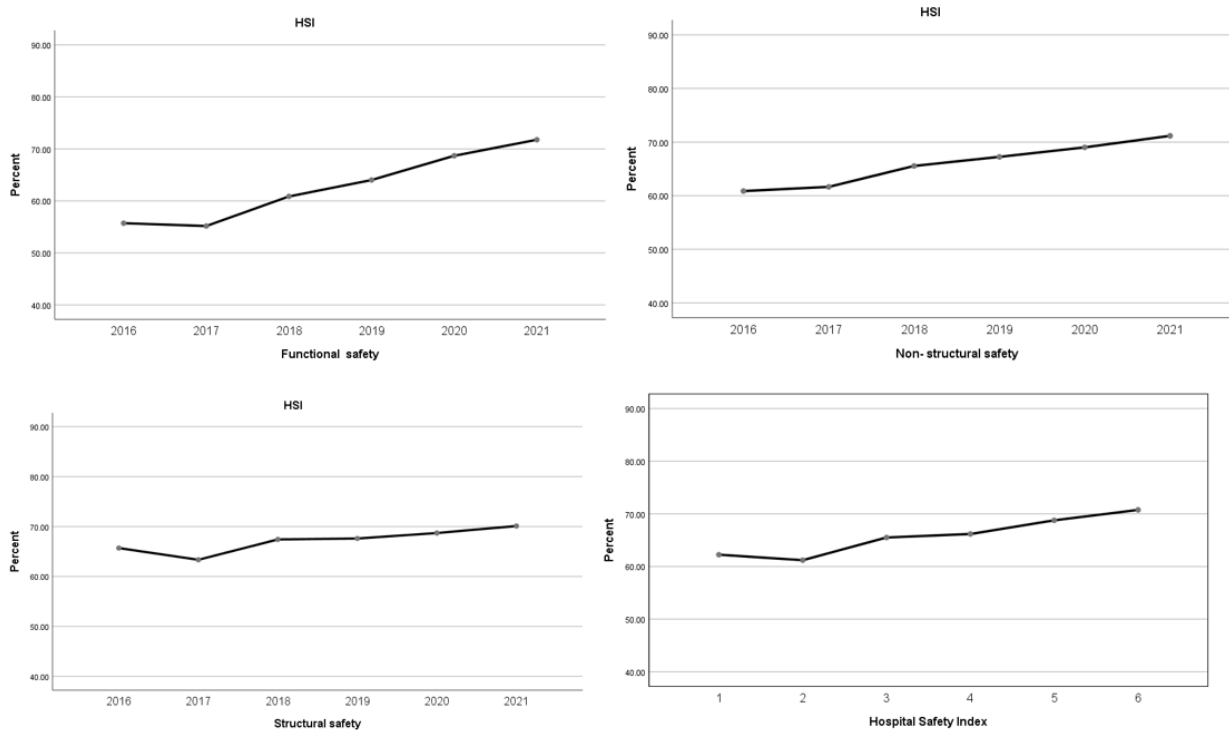 HSI
90.00
80.00
70.00
60.00
50.00
40.00
Percent
2016 2017 2018 2019 2020 2021
Functional safety
HSI
90.00
80.00
70.00
60.00
50.00
40.00
Percent
2016 2017 2018 2019 2020 2021
Non- structural safety
HSI
90.00
80.00
70.00
60.00
50.00
40.00
Percent
2016 2017 2018 2019 2020 2021
Structural safety
90.00
80.00
70.00
60.00
50.00
40.00
Percent
1 2 3 4 5 6
Hospital Safety Index